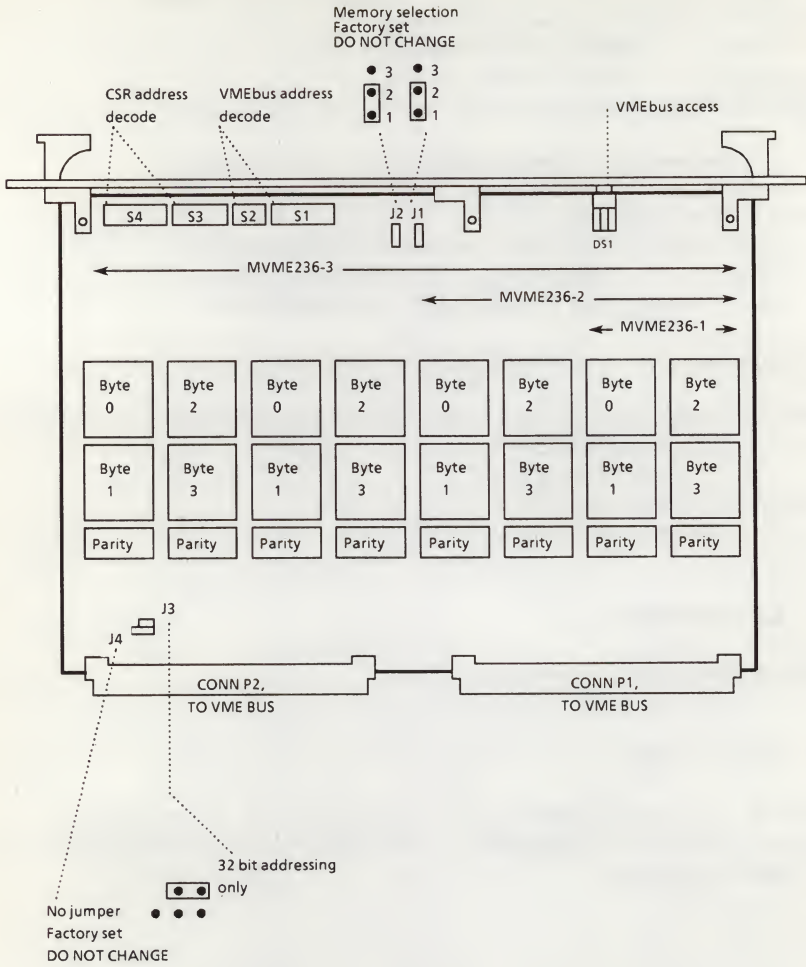 Memory selection
Factory set
DO NOT CHANGE
3 3
2 2
1 1
CSR address
decode
VMEbus address
decode
VMEbus access
S4 S3 S2 S1 J2 J1
DS1
MVME236-3
MVME236-2
MVME236-1
Byte Byte Byte Byte Byte Byte Byte Byte
0 2 0 2 0 2 0 2
Byte Byte Byte Byte Byte Byte Byte Byte
1 3 1 3 1 3 1 3
Parity Parity Parity Parity Parity Parity Parity Parity
J3
J4
CONN P2,
TO VME BUS
CONN P1,
TO VME BUS
32 bit addressing
only
No jumper
Factory set
DO NOT CHANGE